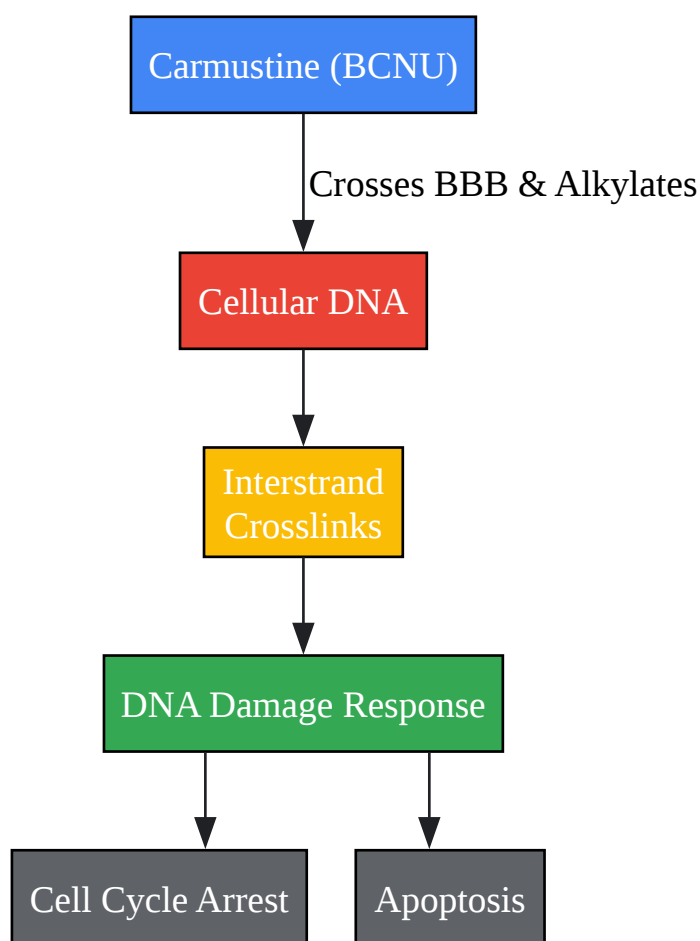 Carmustine (BCNU)
Crosses BBB & Alkylates
Cellular DNA
Interstrand
Crosslinks
DNA Damage Response
Cell Cycle Arrest
Apoptosis